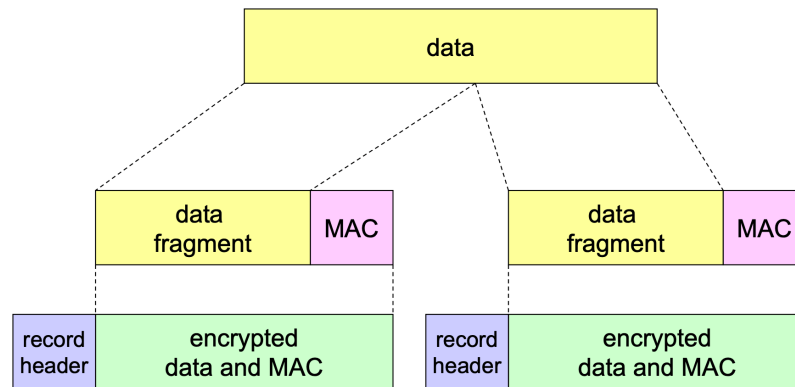 data
data
fragment
MAC
data
fragment
MAC
record
header
encrypted
data and MAC
record
header
encrypted
data and MAC